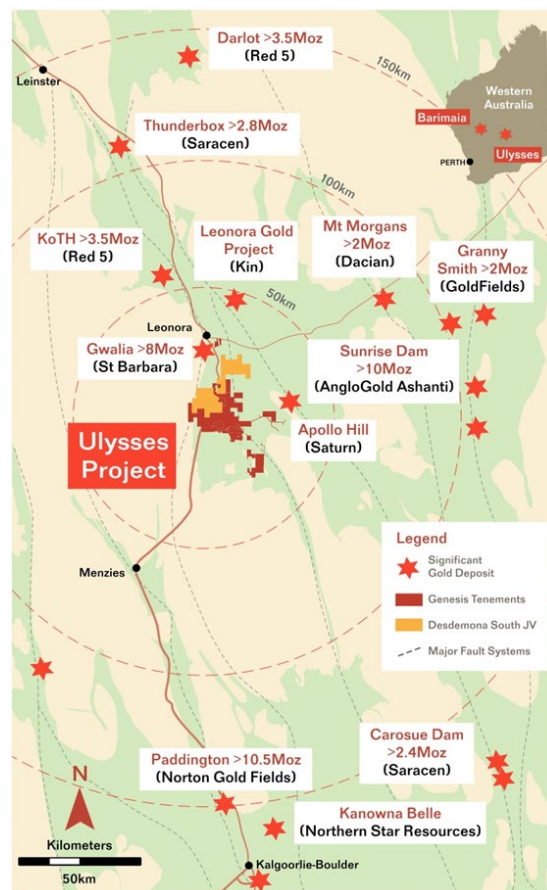 Darlot >3.5Moz
(Red 5)
Leinster
150km
Western
Australia
Barimaia
Ulysses
PERTH
Thunderbox >2.8Moz
(Saracen)
100km
KoTH >3.5Moz
(Red 5)
Leonora Gold
Project
(Kin)
Mt Morgans
>2Moz
(Dacian)
Granny
Smith >2Moz
(GoldFields)
50km
Leonora
Gwalia >8Moz
(St Barbara)
Sunrise Dam
>10Moz
(AngloGold Ashanti)
Apollo Hill
(Saturn)
Ulysses
Project
Menzies
Legend
Significant
Gold Deposit
Genesis Tenements
Desdemona South JV
Major Fault Systems
Paddington >10.5Moz
(Norton Gold Fields)
Carosue Dam
>2.4Moz
(Saracen)
Kanowna Belle
(Northern Star Resources)
N
Kilometers
50km
Kalgoorlie-Boulder